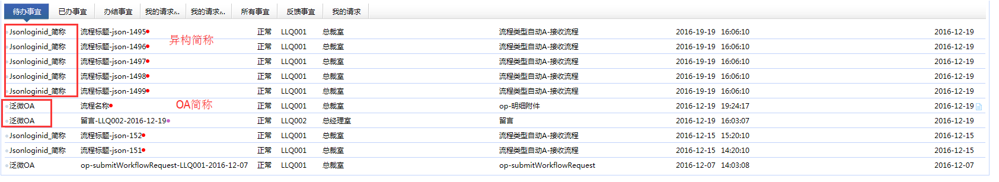 待办事宜 已办事宜 办结事宜 我的请求... 我的请求... 所有事宜 反馈事宜 我的请求
Jsonloginid_简称 流程标题-json-1495 正常 LLQ001 总裁室 流程类型自动A-接收流程 2016-19-19 16:06:10 2016-12-19
异构简称
Jsonloginid_简称 流程标题-json-1496 正常 LLQ001 总裁室 流程类型自动A-接收流程 2016-19-19 16:06:10 2016-12-19
Jsonloginid_简称 流程标题-json-1497 正常 LLQ001 总裁室 流程类型自动A-接收流程 2016-19-19 16:06:10 2016-12-19
Jsonloginid_简称 流程标题-json-1498 正常 LLQ001 总裁室 流程类型自动A-接收流程 2016-19-19 16:06:10 2016-12-19
Jsonloginid_简称 流程标题-json-1499 正常 LLQ001 总裁室 流程类型自动A-接收流程 2016-19-19 16:06:10 2016-12-19
泛微OA 流程名称 OA简称 正常 LLQ001 总裁室 op-明细附件 2016-12-19 19:24:17 2016-12-19
泛微OA 留言-LLQ002-2016-12-19 正常 LLQ002 总经理室 留言 2016-12-19 16:03:07 2016-12-19
Jsonloginid_简称 流程标题-json-152 正常 LLQ001 总裁室 流程类型自动A-接收流程 2016-12-15 15:20:10 2016-12-15
Jsonloginid_简称 流程标题-json-151 正常 LLQ001 总裁室 流程类型自动A-接收流程 2016-12-15 14:20:10 2016-12-15
泛微OA op-submitWorkflowRequest-LLQ001-2016-12-07 正常 LLQ001 总裁室 op-submitWorkflowRequest 2016-12-07 14:03:08 2016-12-07